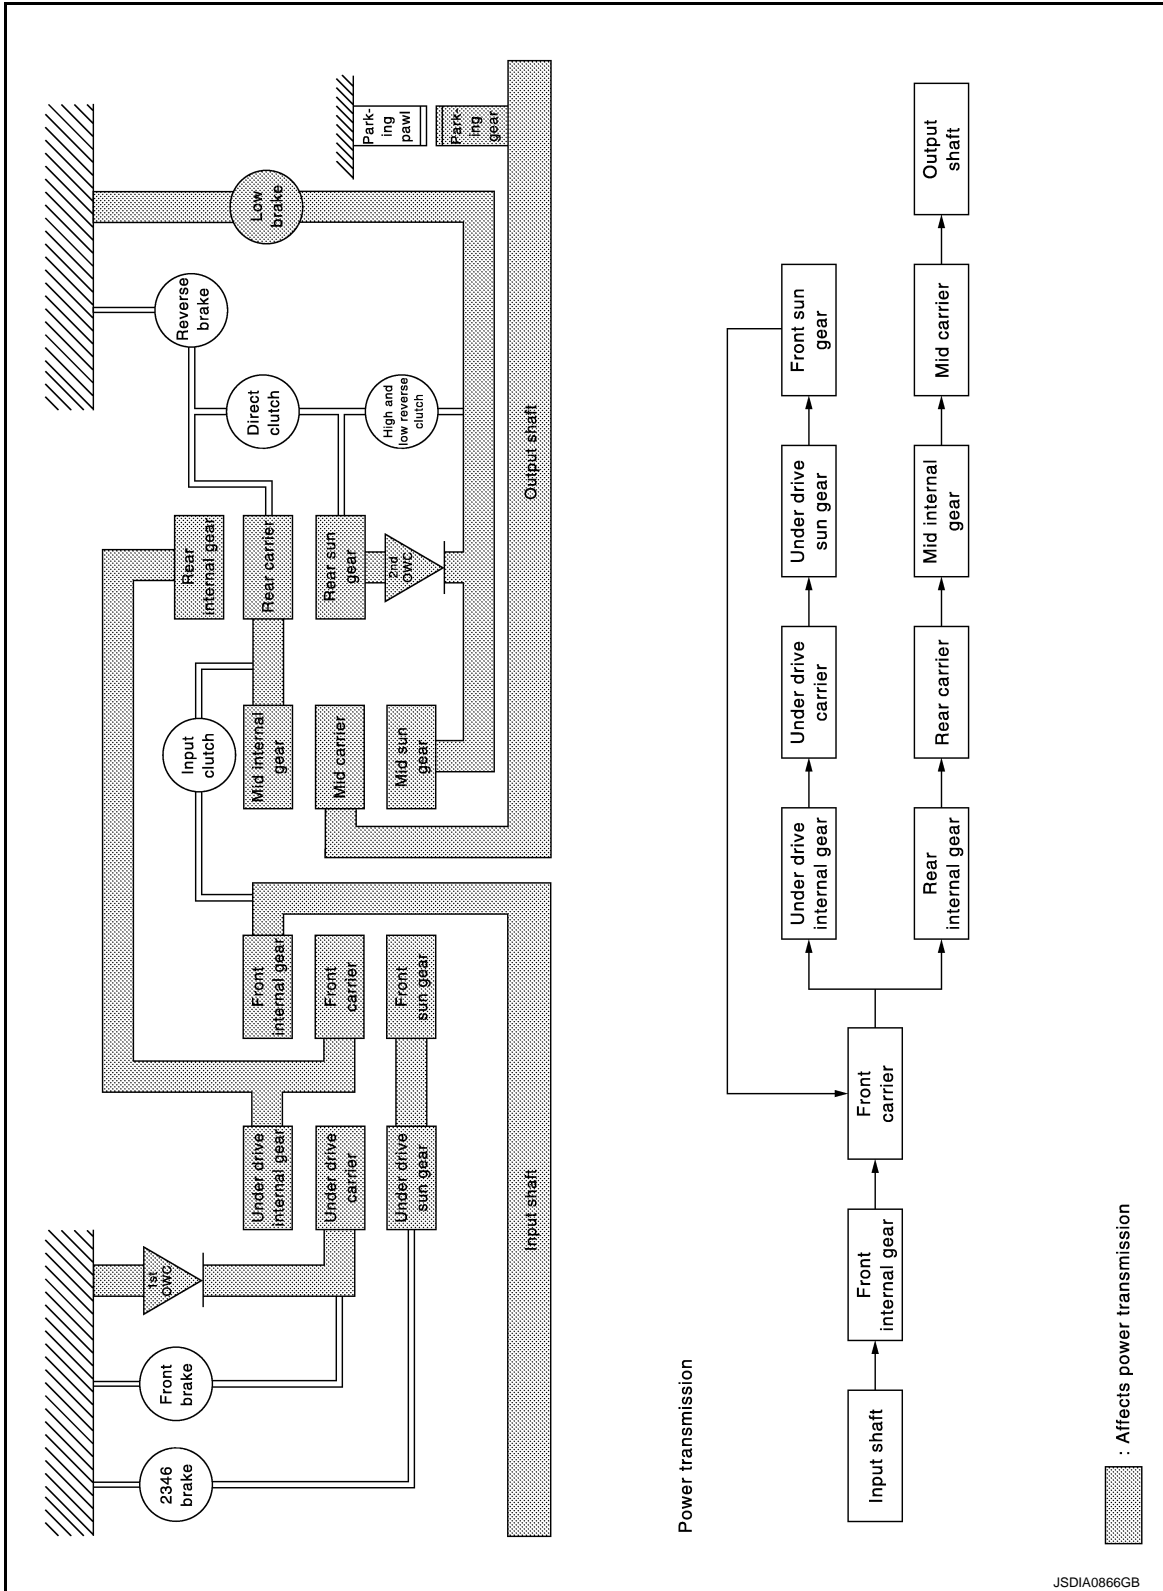 2346
brake
Front
brake
1st
OWC
Under drive
internal gear
Under drive
carrier
Under drive
sun gear
Front
internal gear
Front
carrier
Front
sun gear
Input
clutch
Mid internal
gear
Mid carrier
Mid sun
gear
Rear
internal gear
Rear carrier
Rear sun
gear
2nd
OWC
Direct
clutch
High and
low reverse
clutch
Reverse
brake
Low
brake
Park-
ing
pawl
Park-
ing
gear
Input shaft
Output shaft
Power transmission
Input shaft
Front
internal gear
Front
carrier
Under drive
internal gear
Under drive
carrier
Under drive
sun gear
Front sun
gear
Rear
internal gear
Rear carrier
Mid internal
gear
Mid carrier
Output
shaft
: Affects power transmission
JSDIA0866GB